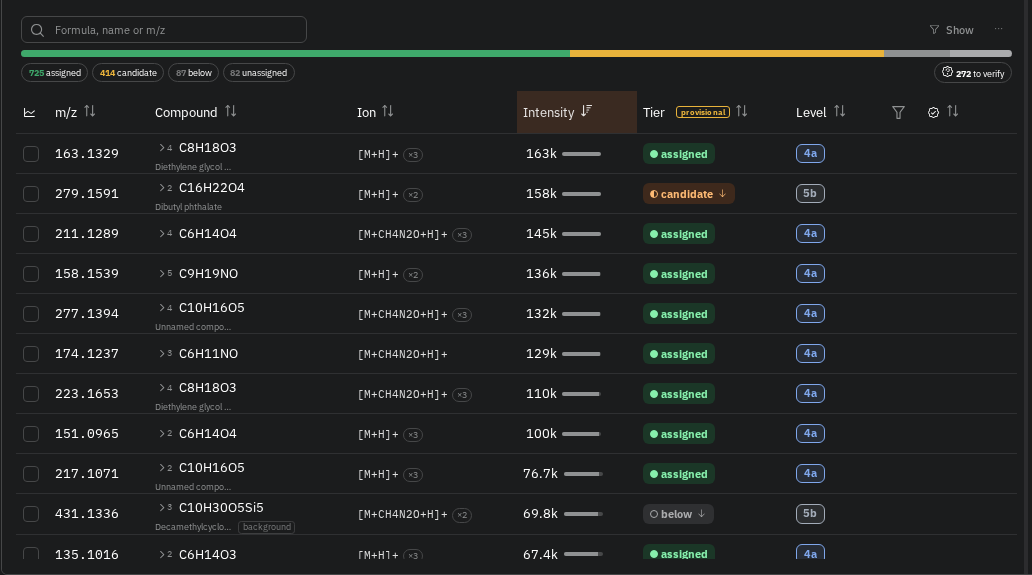 Formula, name or m/z
Show ...
725 assigned 414 candidate 87 below 82 unassigned 272 to verify
m/z Compound Ion Intensity Tier provisional Level
163.1329 4 C8H18O3 [M+H]+ ×3 163k assigned 4a
Diethylene glycol ...
279.1591 2 C16H22O4 [M+H]+ ×2 158k candidate ↓ 5b
Dibutyl phthalate
211.1289 4 C6H14O4 [M+CH4N2O+H]+ ×3 145k assigned 4a
158.1539 5 C9H19NO [M+H]+ ×2 136k assigned 4a
277.1394 4 C10H16O5 [M+CH4N2O+H]+ ×3 132k assigned 4a
Unnamed compo...
174.1237 3 C6H11NO [M+CH4N2O+H]+ 129k assigned 4a
223.1653 4 C8H18O3 [M+CH4N2O+H]+ ×3 110k assigned 4a
Diethylene glycol ...
151.0965 2 C6H14O4 [M+H]+ ×3 100k assigned 4a
217.1071 2 C10H16O5 [M+H]+ ×3 76.7k assigned 4a
Unnamed compo...
431.1336 3 C10H30O5Si5 [M+CH4N2O+H]+ ×2 69.8k below ↓ 5b
Decamethylcyclo... background
135.1016 2 C6H14O3 [M+H]+ ×3 67.4k assigned 4a